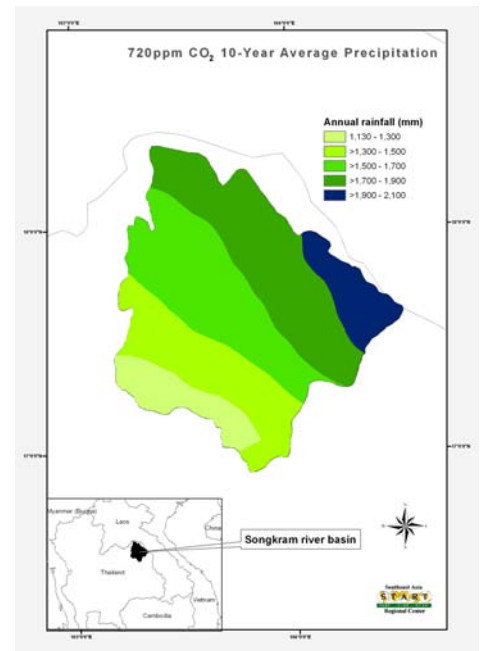 720ppm CO2 10-Year Average Precipitation
Annual rainfall (mm)
1,130 - 1,300
>1,300 - 1,500
>1,500 - 1,700
>1,700 - 1,900
>1,900 - 2,100
Laos
China
Songkram river basin
Thailand
Vietnam
Cambodia
Southeast Asia
START
Regional Center